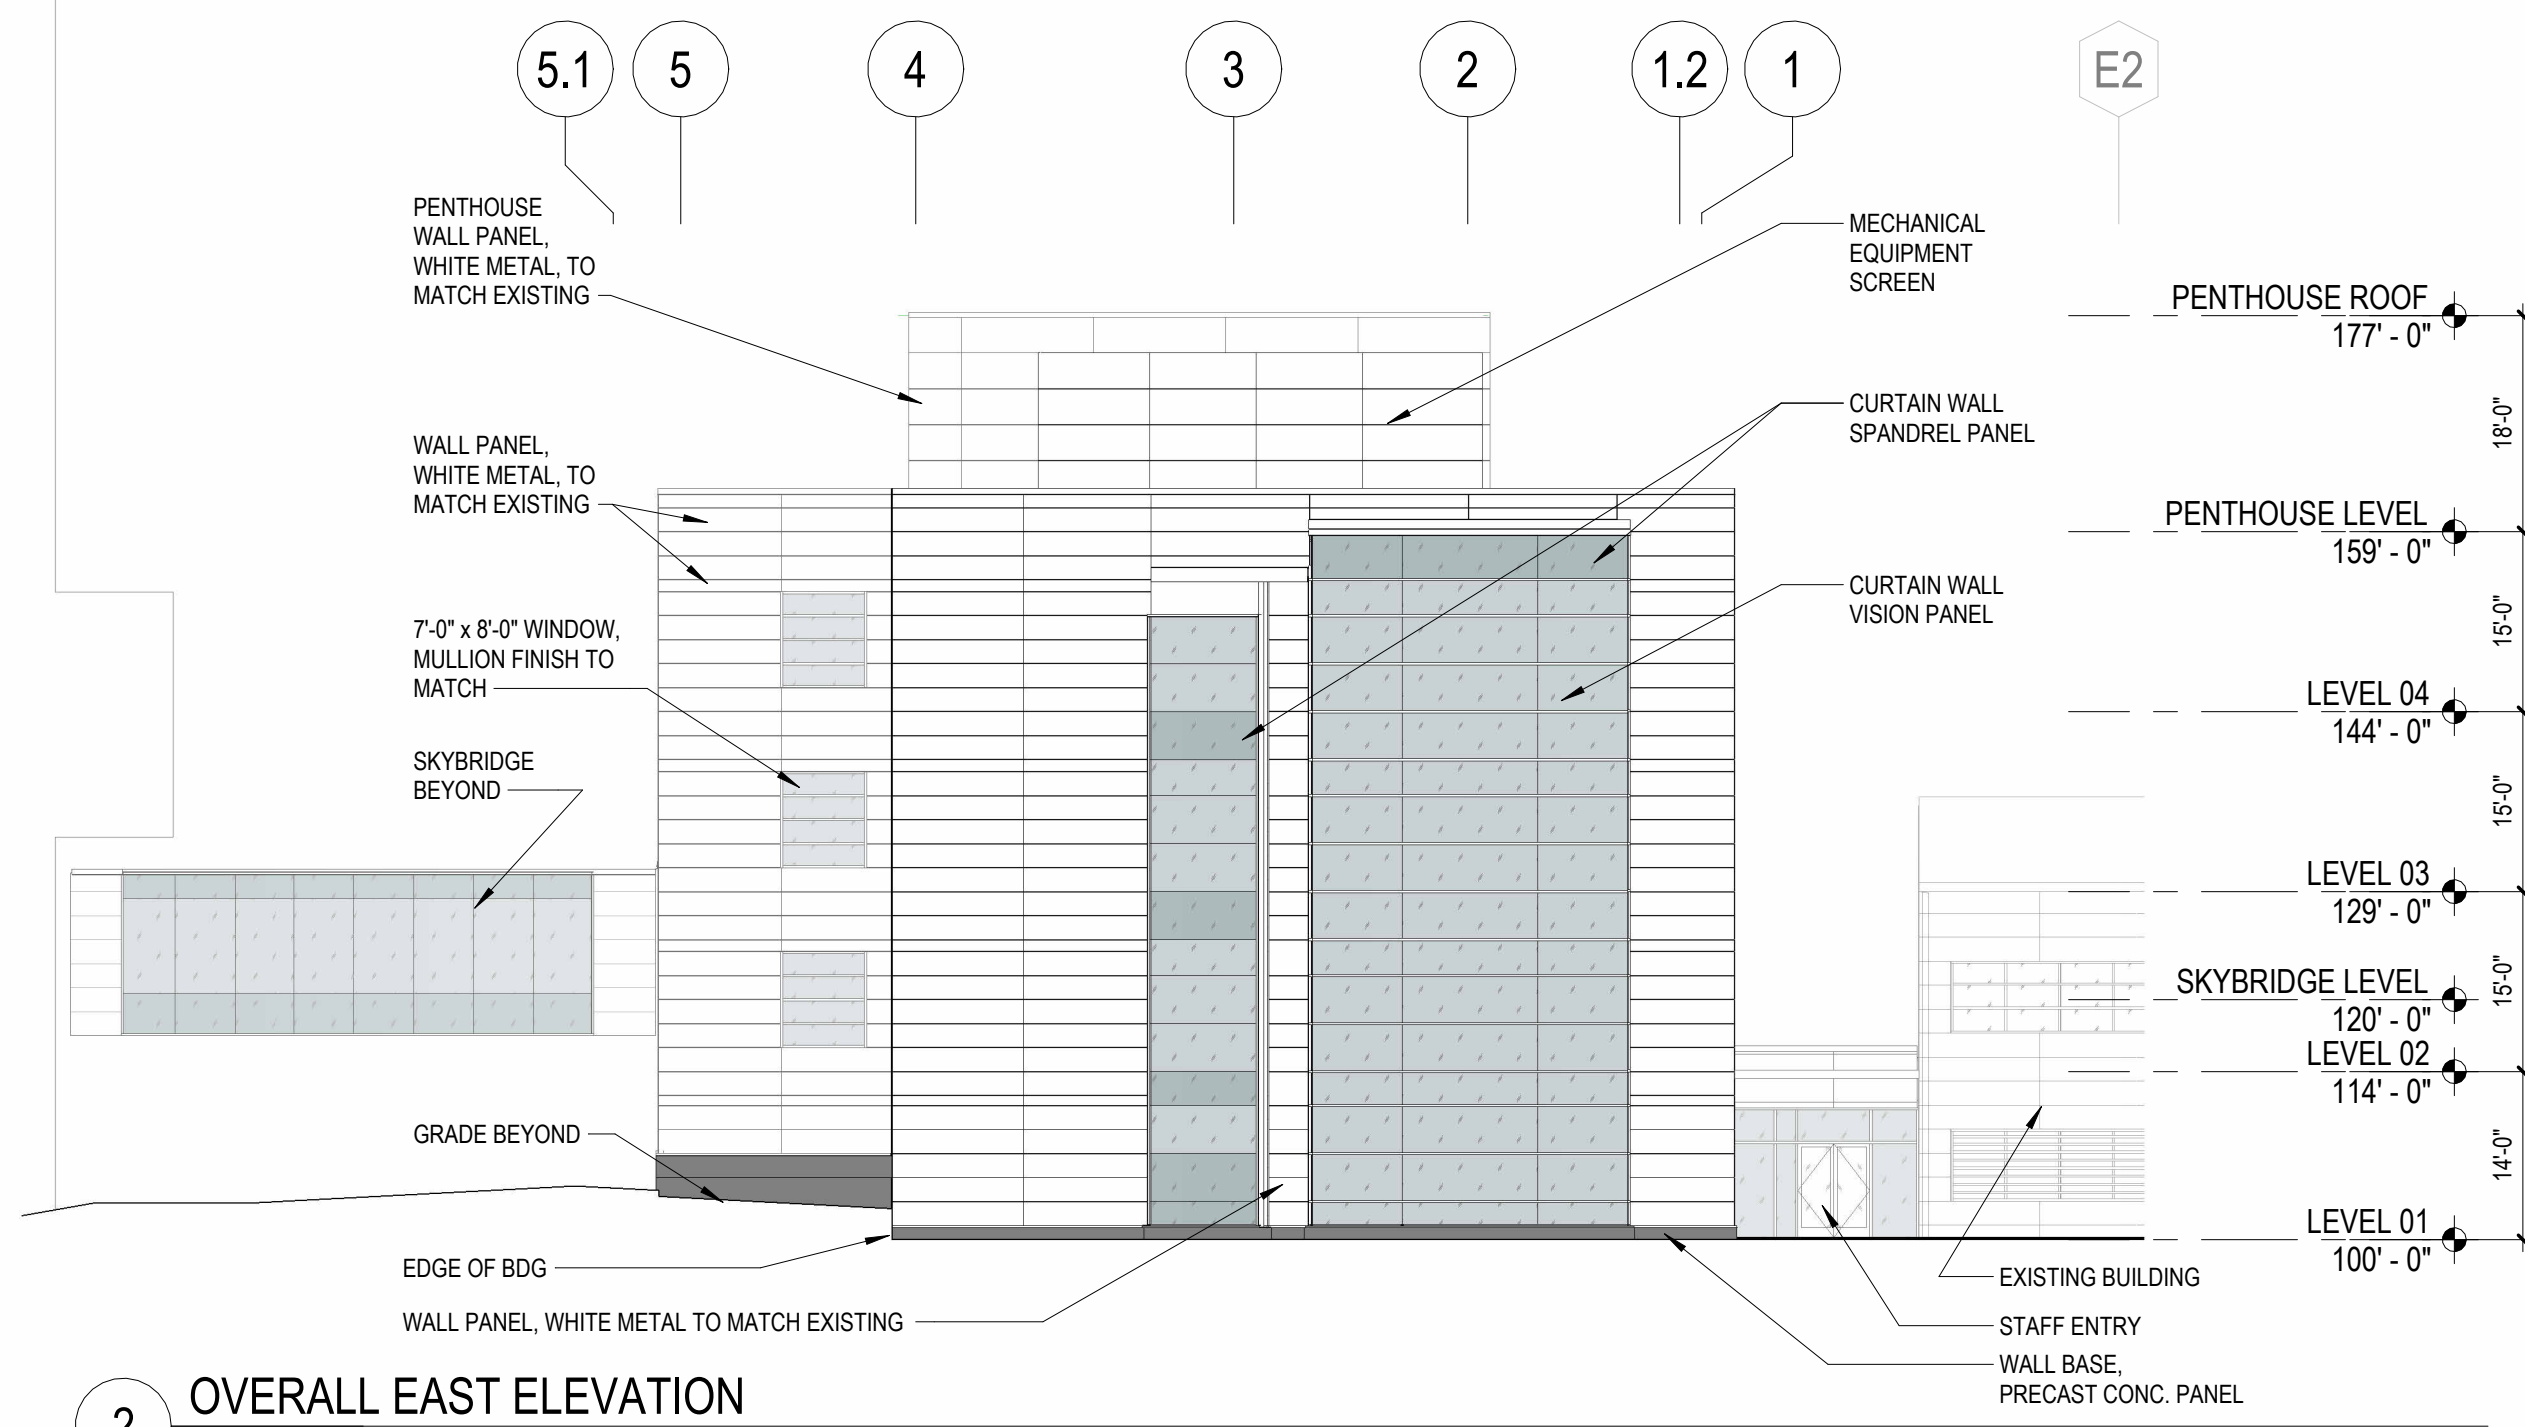 5.1
5
4
3
2
1.2
1
E2
PENTHOUSE
WALL PANEL,
WHITE METAL, TO
MATCH EXISTING
MECHANICAL
EQUIPMENT
SCREEN
PENTHOUSE ROOF
177' - 0"
18'-0"
CURTAIN WALL
SPANDREL PANEL
WALL PANEL,
WHITE METAL, TO
MATCH EXISTING
PENTHOUSE LEVEL
159' - 0"
15'-0"
CURTAIN WALL
VISION PANEL
7'-0" x 8'-0" WINDOW,
MULLION FINISH TO
MATCH
LEVEL 04
144' - 0"
15'-0"
SKYBRIDGE
BEYOND
LEVEL 03
129' - 0"
15'-0"
SKYBRIDGE LEVEL
120' - 0"
LEVEL 02
114' - 0"
14'-0"
GRADE BEYOND
LEVEL 01
100' - 0"
EDGE OF BDG
EXISTING BUILDING
WALL PANEL, WHITE METAL TO MATCH EXISTING
STAFF ENTRY
WALL BASE,
PRECAST CONC. PANEL
2
OVERALL EAST ELEVATION